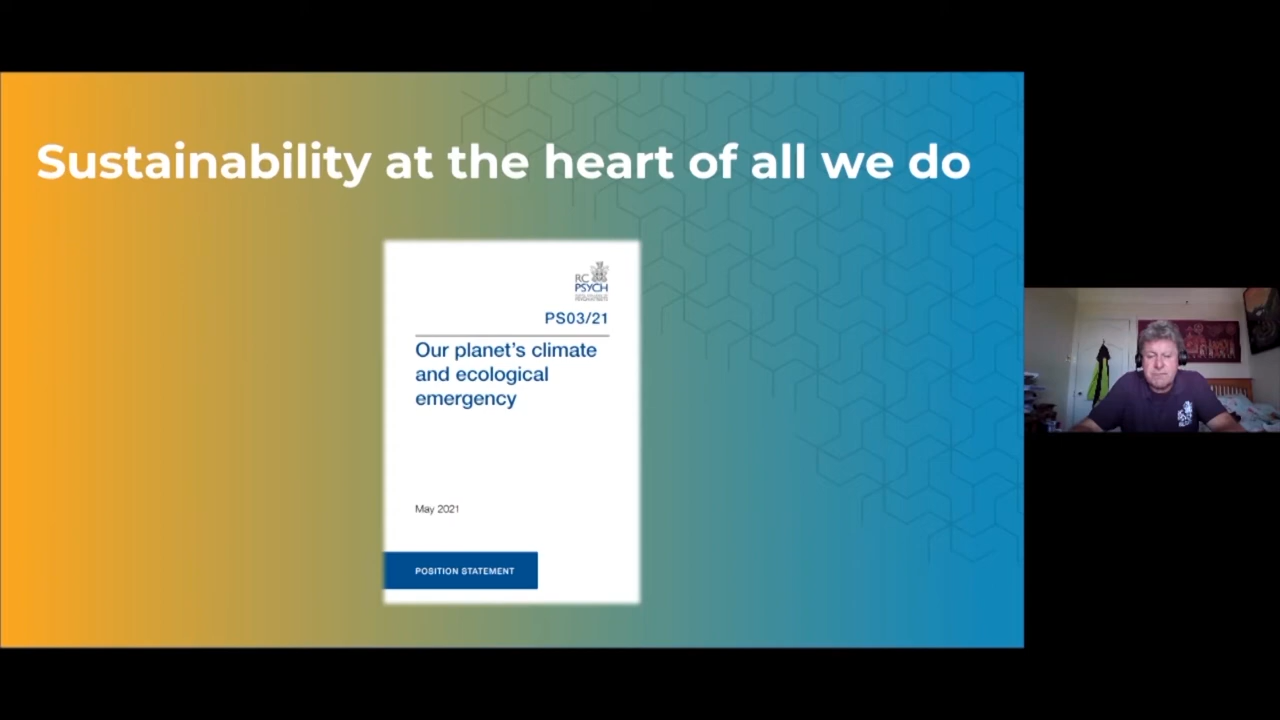 Sustainability at the heart of all we do
RC
PSYCH
PS03/21
Our planet's climate
and ecological
emergency
May 2021
POSITION STATEMENT